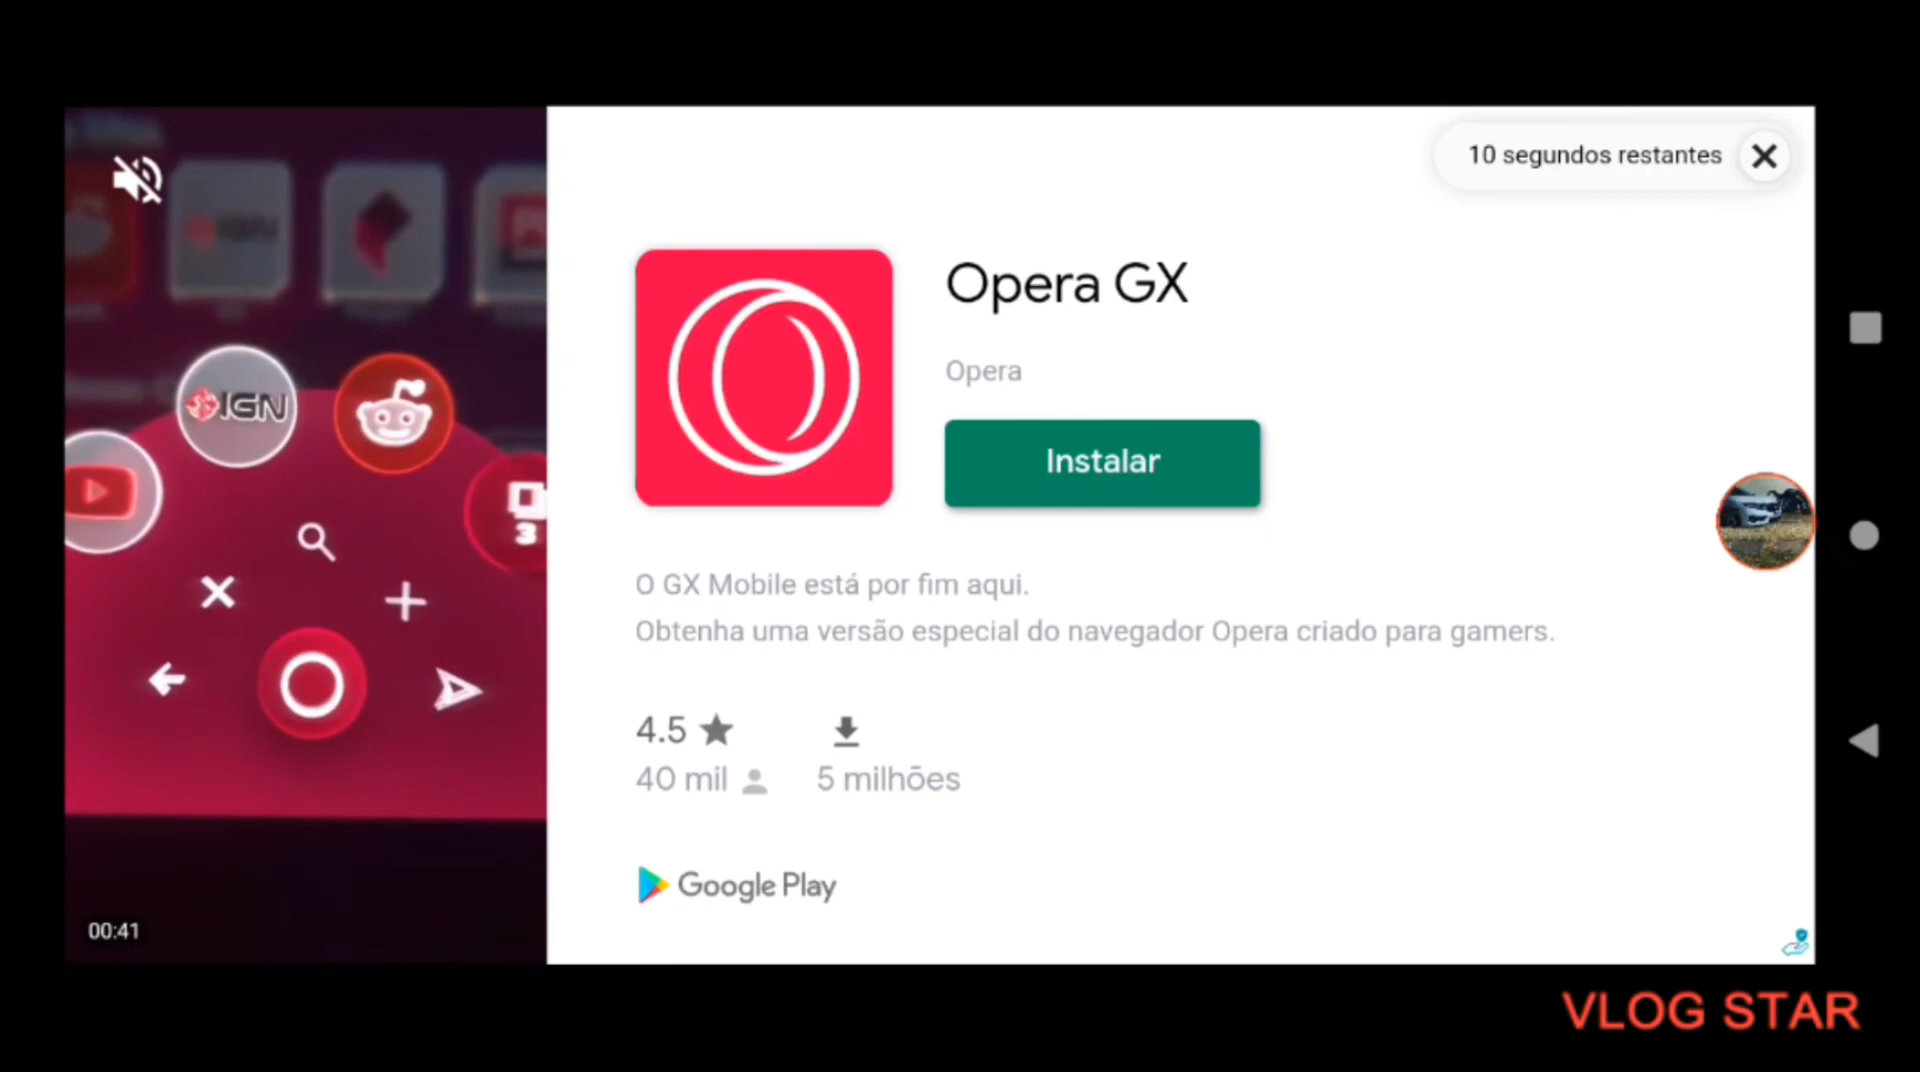 10 segundos restantes
Opera GX
Opera
Instalar
IGN
3
O GX Mobile está por fim aqui.
Obtenha uma versão especial do navegador Opera criado para gamers.
4.5
40 mil
5 milhões
Google Play
00:41
VLOG STAR